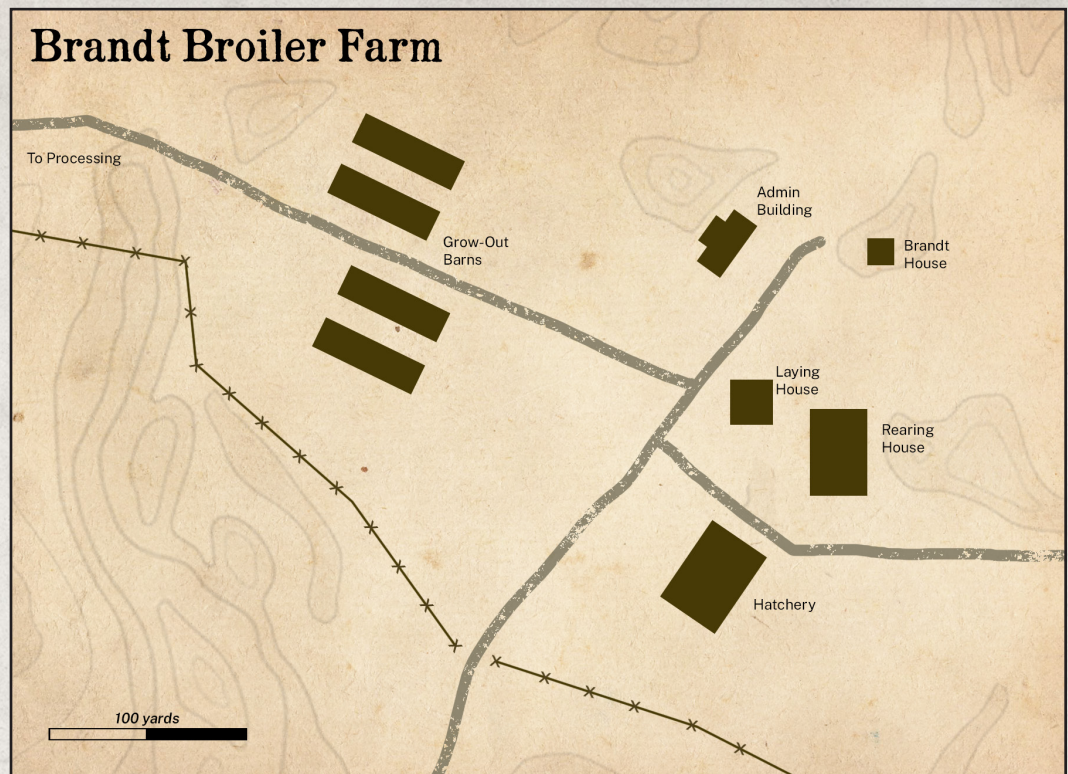 Brandt Broiler Farm
To Processing
Grow-Out
Barns
Admin
Building
Brandt
House
Laying
House
Rearing
House
Hatchery
100 yards